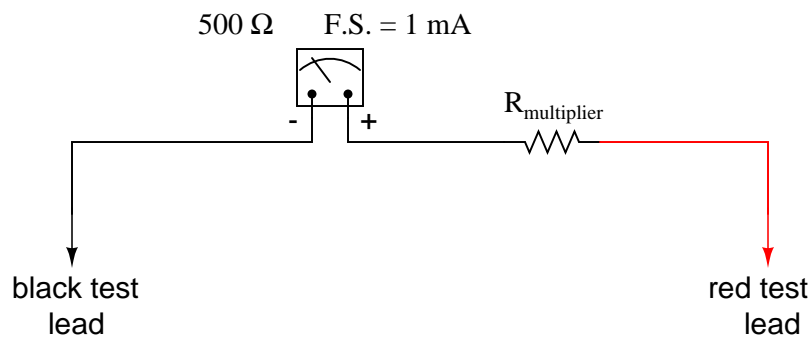 500 Ω F.S. = 1 mA
- +
Rmultiplier
black test
lead
red test
lead